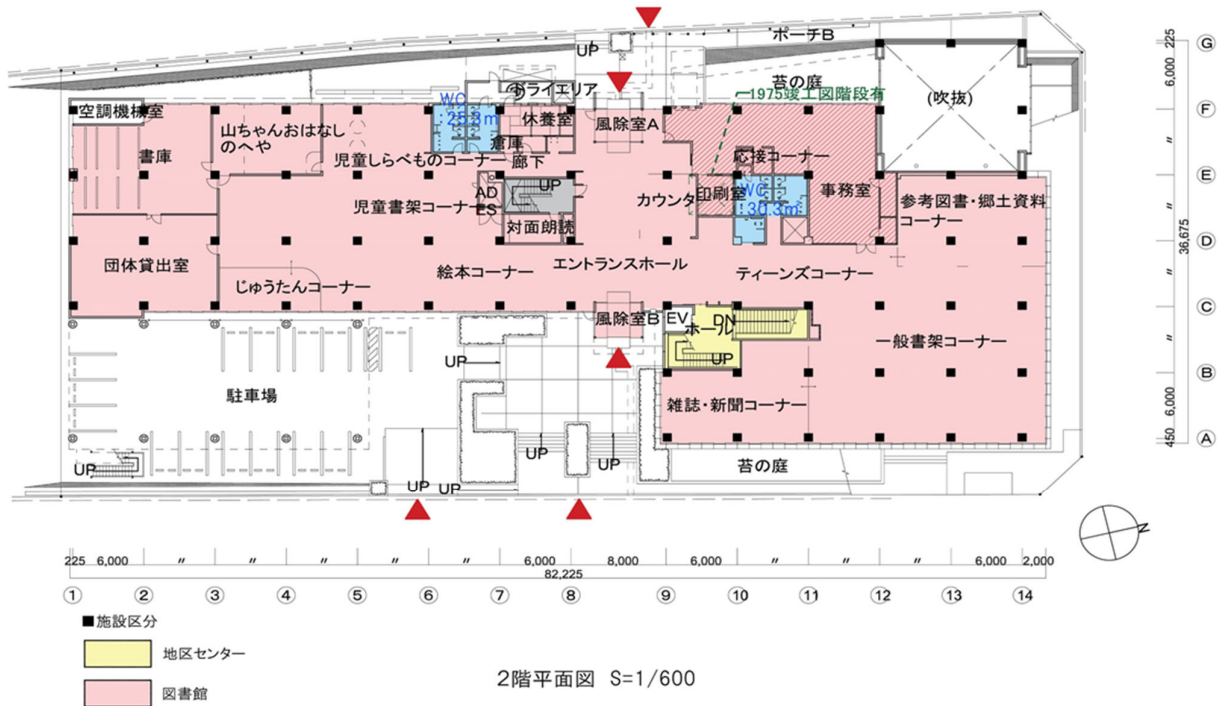 ポーチB
225
G
UP
苔の庭
6,000
ドライエリア
1975竣工図階段有
(吹抜)
空調機械室
WC
:25.3m
休養室
風除室A
F
山ちゃんおはなし
のへや
倉庫
書庫
児童しらべものコーナー
廊下
応接コーナー
〃
E
AD
ES
UP
カウンター
印刷室
WC
:30.3m
事務室
参考図書・郷土資料
コーナー
児童書架コーナー
対面朗読
〃
36,675
D
団体貸出室
じゅうたんコーナー
絵本コーナー
エントランスホール
ティーンズコーナー
〃
C
風除室B
EV
DN
ホール
UP
一般書架コーナー
〃
UP
B
駐車場
雑誌・新聞コーナー
6,000
A
450
UP
UP
UP
苔の庭
UP
UP
N
225
6,000
〃
〃
〃
〃
〃
6,000
8,000
6,000
〃
〃
〃
6,000
2,000
82,225
1
2
3
4
5
6
7
8
9
10
11
12
13
14
■施設区分
地区センター
図書館
2階平面図 S=1/600